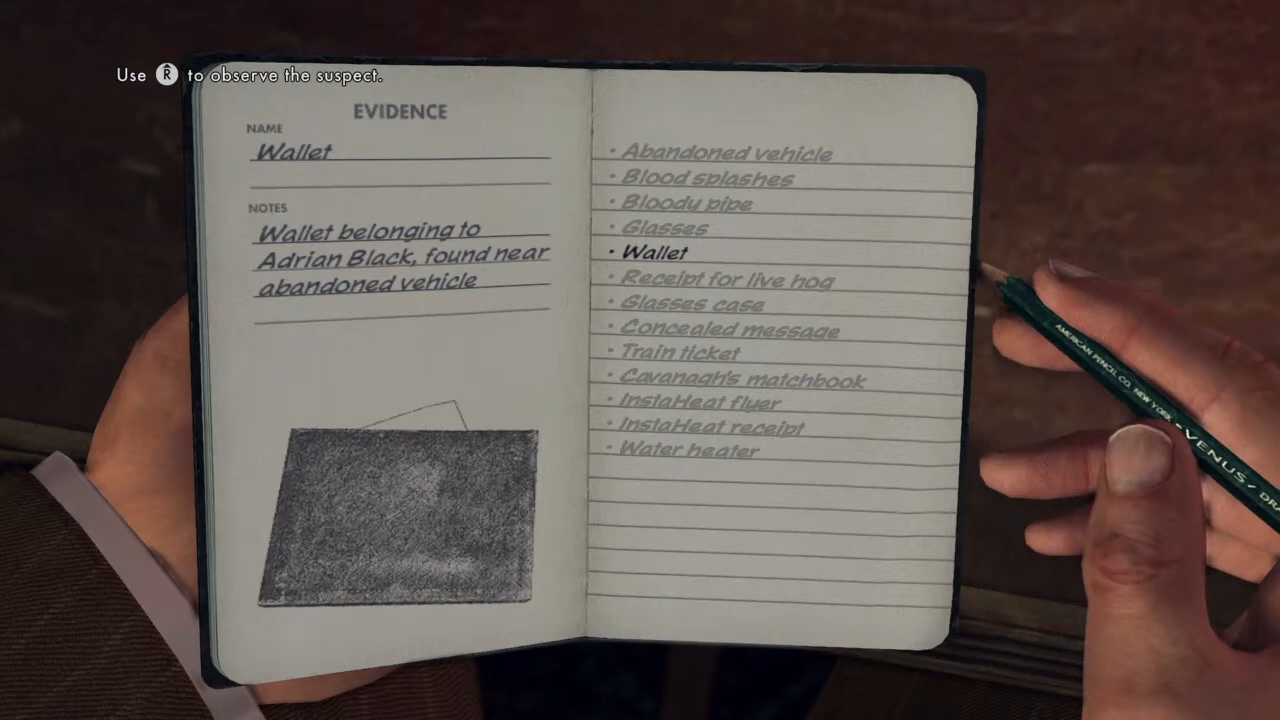 Use R to observe the suspect.
EVIDENCE
NAME
Wallet
NOTES
Wallet belonging to
Adrian Black, found near
abandoned vehicle
• Abandoned vehicle
• Blood splashes
• Bloody pipe
• Glasses
• Wallet
• Receipt for live hog
• Glasses case
• Concealed message
• Train ticket
• Cavanagh's matchbook
• InstaHeat flyer
• InstaHeat receipt
• Water heater
AMERICAN PENCIL CO. NEW YORK
VENUS